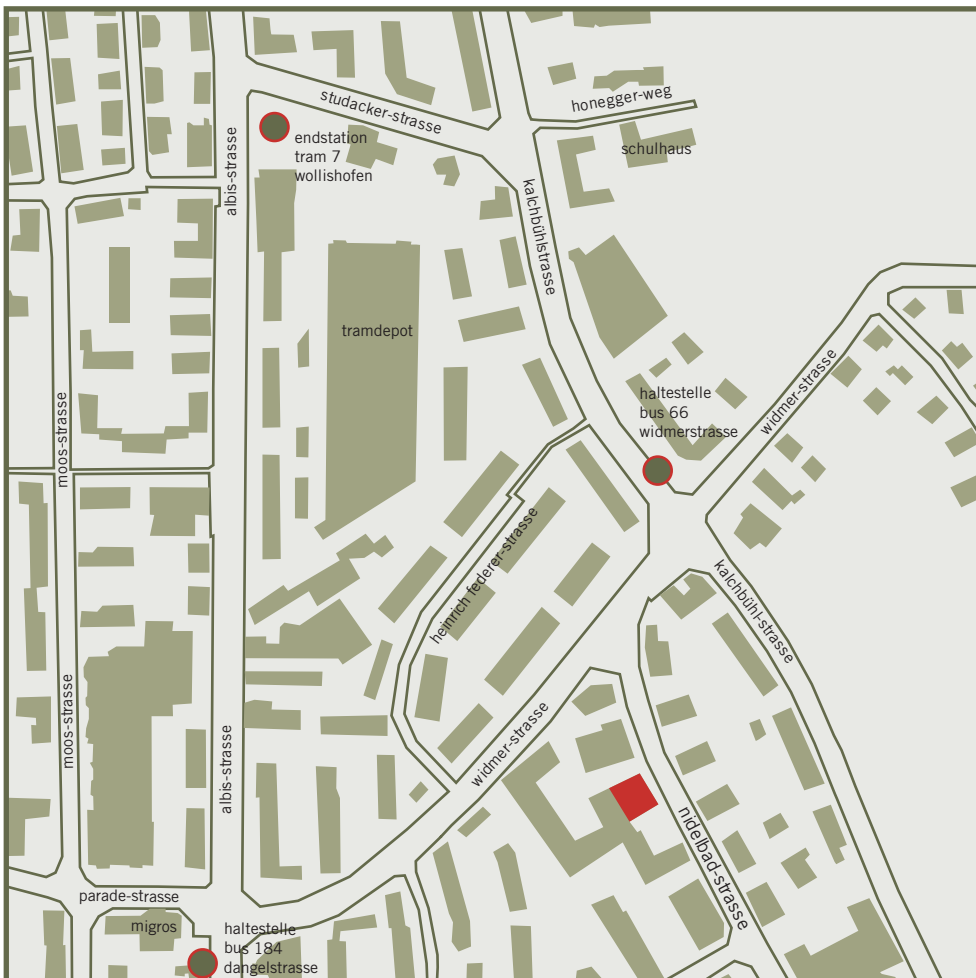 studacker-strasse
honegger-weg
endstation
tram 7
wollishofen
schulhaus
albis-strasse
kalchbühlstrasse
tramdepot
haltestelle
bus 66
widmerstrasse
widmer-strasse
moos-strasse
heinrich federer-strasse
kalchbühl-strasse
moos-strasse
albis-strasse
widmer-strasse
nidelbad-strasse
parade-strasse
migros
haltestelle
bus 184
dangelstrasse